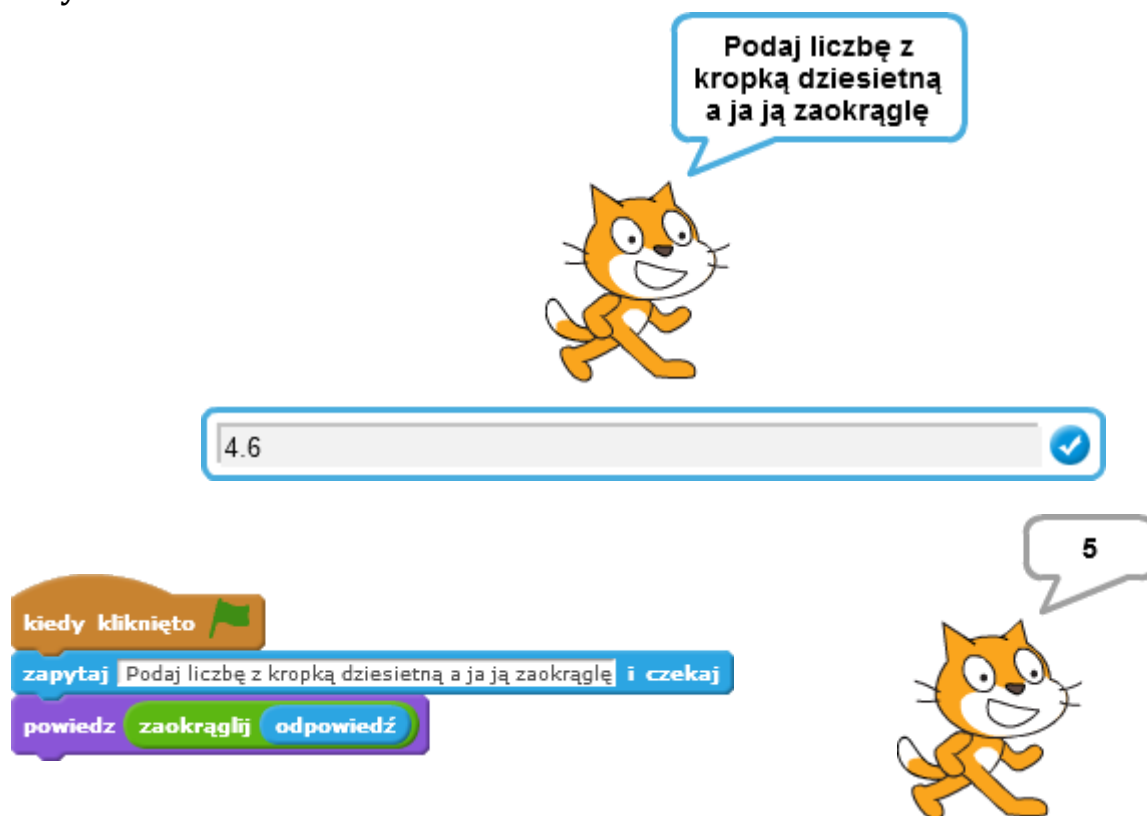 Podaj liczbę z
kropką dziesietną
a ja ją zaokrąglę
4.6
5
kiedy kliknięto
zapytaj Podaj liczbę z kropką dziesietną a ja ją zaokrąglę i czekaj
powiedz zaokrąglij odpowiedź